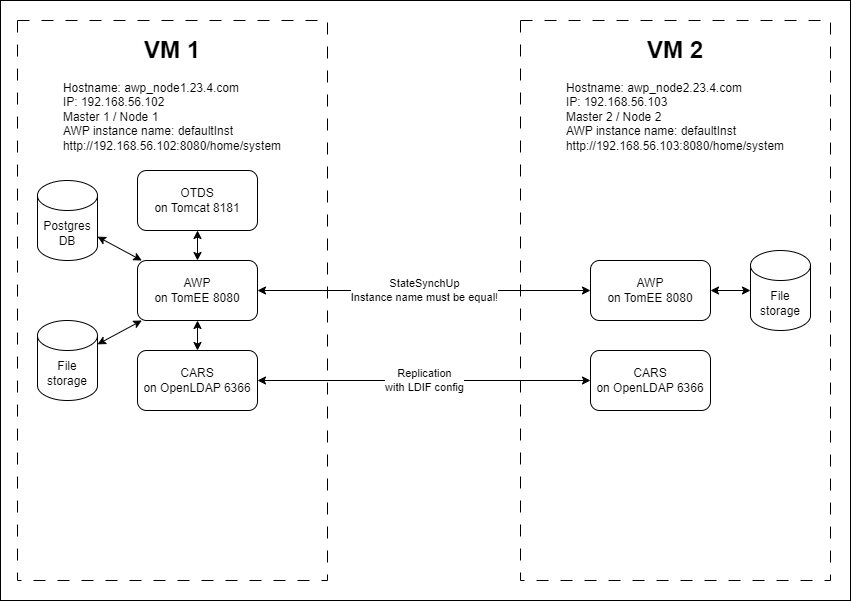 VM 1
Hostname: awp_node1.23.4.com
IP: 192.168.56.102
Master 1 / Node 1
AWP instance name: defaultInst
http://192.168.56.102:8080/home/system
OTDS
on Tomcat 8181
Postgres
DB
AWP
on TomEE 8080
File
storage
CARS
on OpenLDAP 6366
StateSynchUp
Instance name must be equal!
Replication
with LDIF config
VM 2
Hostname: awp_node2.23.4.com
IP: 192.168.56.103
Master 2 / Node 2
AWP instance name: defaultInst
http://192.168.56.103:8080/home/system
AWP
on TomEE 8080
File
storage
CARS
on OpenLDAP 6366